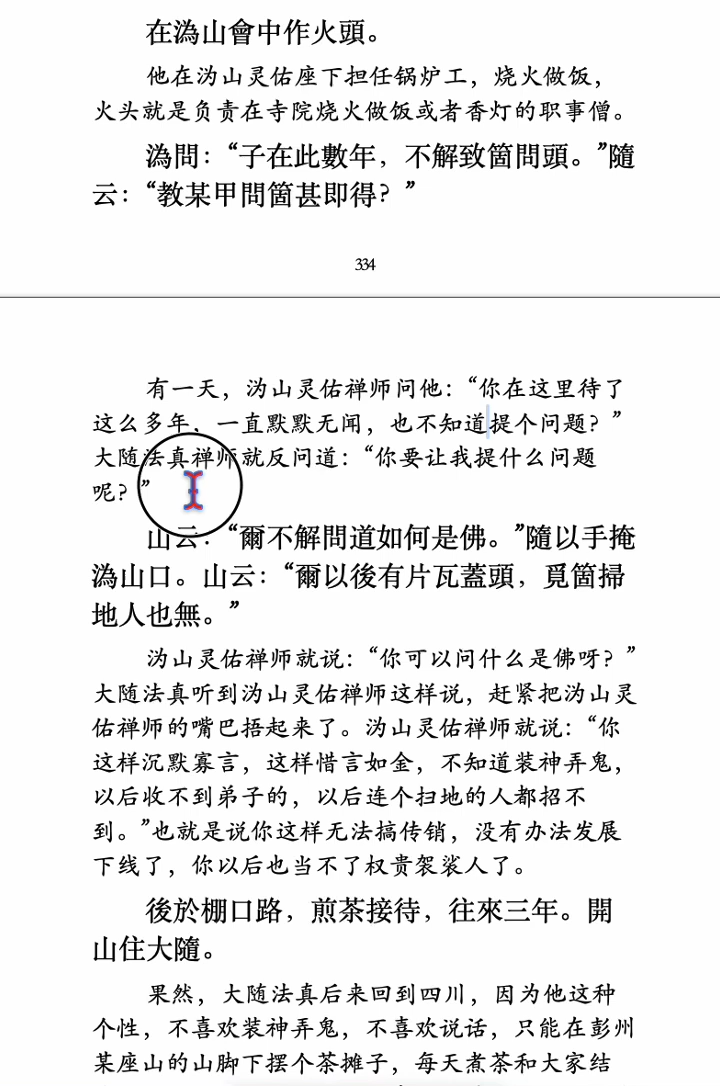 在溈山會中作火頭。
他在沩山灵佑座下担任锅炉工，烧火做饭，
火头就是负责在寺院烧火做饭或者香灯的职事僧。
溈問：“子在此數年，不解致箇問頭。”隨
云：“教某甲問箇甚即得？”
334
有一天，沩山灵佑禅师问他：“你在这里待了
这么多年，一直默默无闻，也不知道提个问题？”
大随法真禅师就反问道：“你要让我提什么问题
呢？”
山云：“爾不解問道如何是佛。”隨以手掩
溈山口。山云：“爾以後有片瓦蓋頭，覓箇掃
地人也無。”
沩山灵佑禅师就说：“你可以问什么是佛呀？”
大随法真听到沩山灵佑禅师这样说，赶紧把沩山灵
佑禅师的嘴巴捂起来了。沩山灵佑禅师就说：“你
这样沉默寡言，这样惜言如金，不知道装神弄鬼，
以后收不到弟子的，以后连个扫地的人都招不
到。”也就是说你这样无法搞传销，没有办法发展
下线了，你以后也当不了权贵袈裟人了。
後於棚口路，煎茶接待，往來三年。開
山住大隨。
果然，大随法真后来回到四川，因为他这种
个性，不喜欢装神弄鬼，不喜欢说话，只能在彭州
某座山的山脚下摆个茶摊子，每天煮茶和大家结